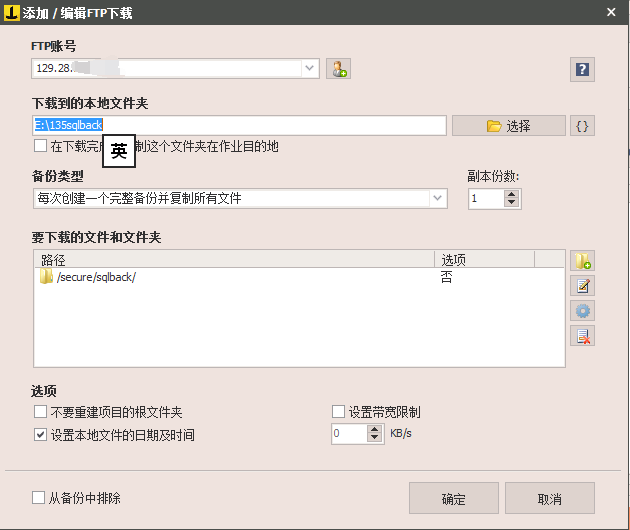 添加 / 编辑FTP下载
FTP账号
129.28.
下载到的本地文件夹
E:\135sqlback
选择
{}
英
在下载完 制这个文件夹在作业目的地
备份类型
副本份数:
每次创建一个完整备份并复制所有文件
1
要下载的文件和文件夹
路径 选项
/secure/sqlback/ 否
选项
不要重建项目的根文件夹
设置带宽限制
设置本地文件的日期及时间
0 KB/s
从备份中排除
确定
取消